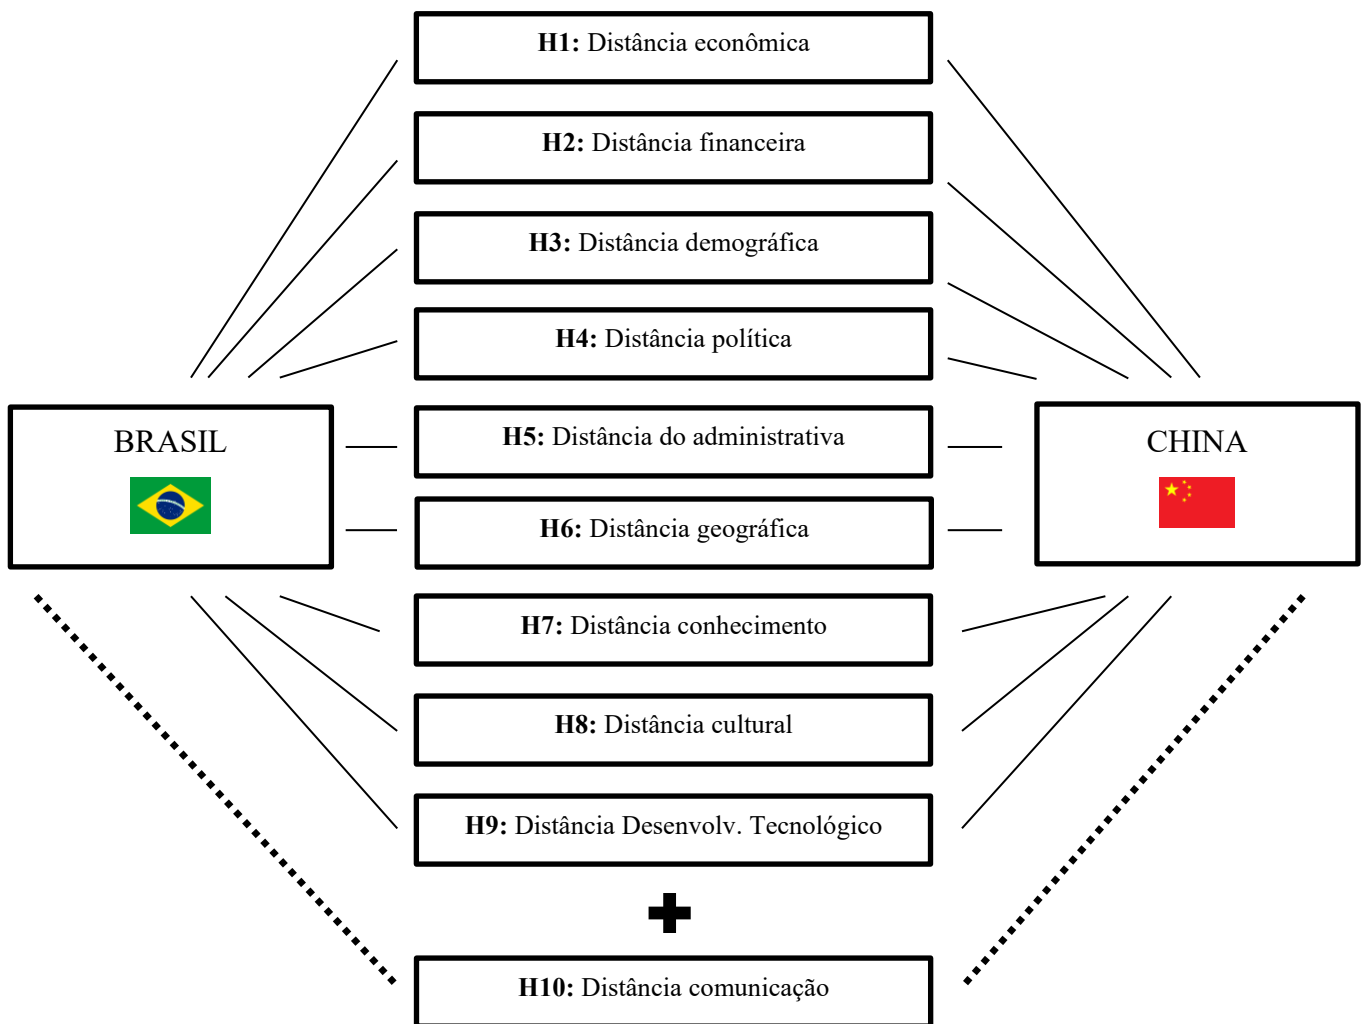 H1: Distância econômica
H2: Distância financeira
H3: Distância demográfica
H4: Distância política
BRASIL
H5: Distância do administrativa
CHINA
H6: Distância geográfica
H7: Distância conhecimento
H8: Distância cultural
H9: Distância Desenvolv. Tecnológico
H10: Distância comunicação